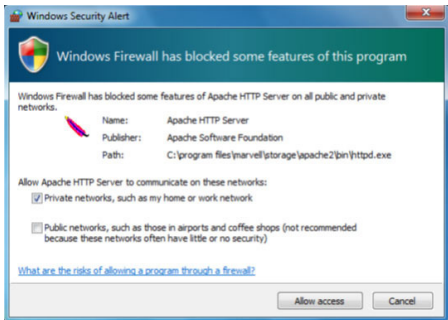 Windows Security Alert
Windows Firewall has blocked some features of this program
Windows Firewall has blocked some features of Apache HTTP Server on all public and private
networks.
Name: Apache HTTP Server
Publisher: Apache Software Foundation
Path: C:\program files\marvell\storage\apache2\bin\httpd.exe
Allow Apache HTTP Server to communicate on these networks:
Private networks, such as my home or work network
Public networks, such as those in airports and coffee shops (not recommended
because these networks often have little or no security)
What are the risks of allowing a program through a firewall?
Allow access Cancel